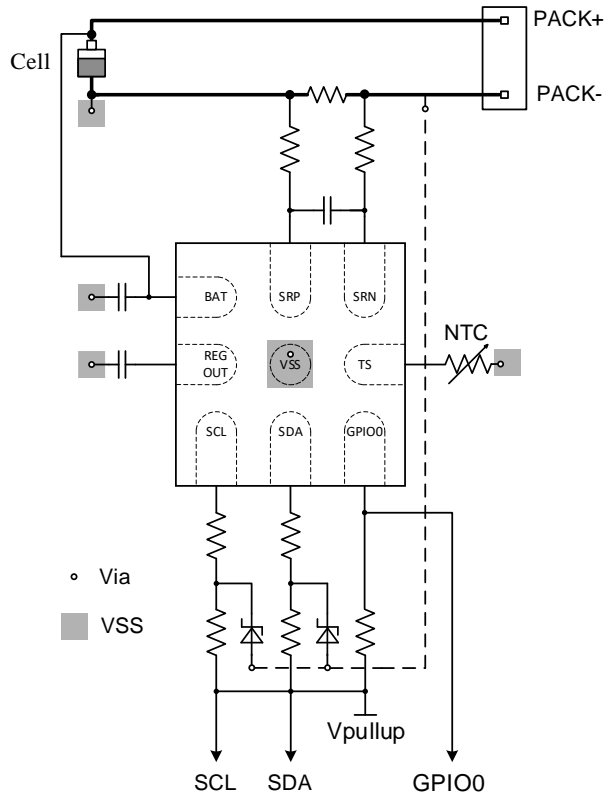 PACK+
Cell
PACK-
BAT
SRP
SRN
NTC
REG
OUT
VSS
TS
SCL
SDA
GPIO0
Via
VSS
Vpullup
SCL
SDA
GPIO0